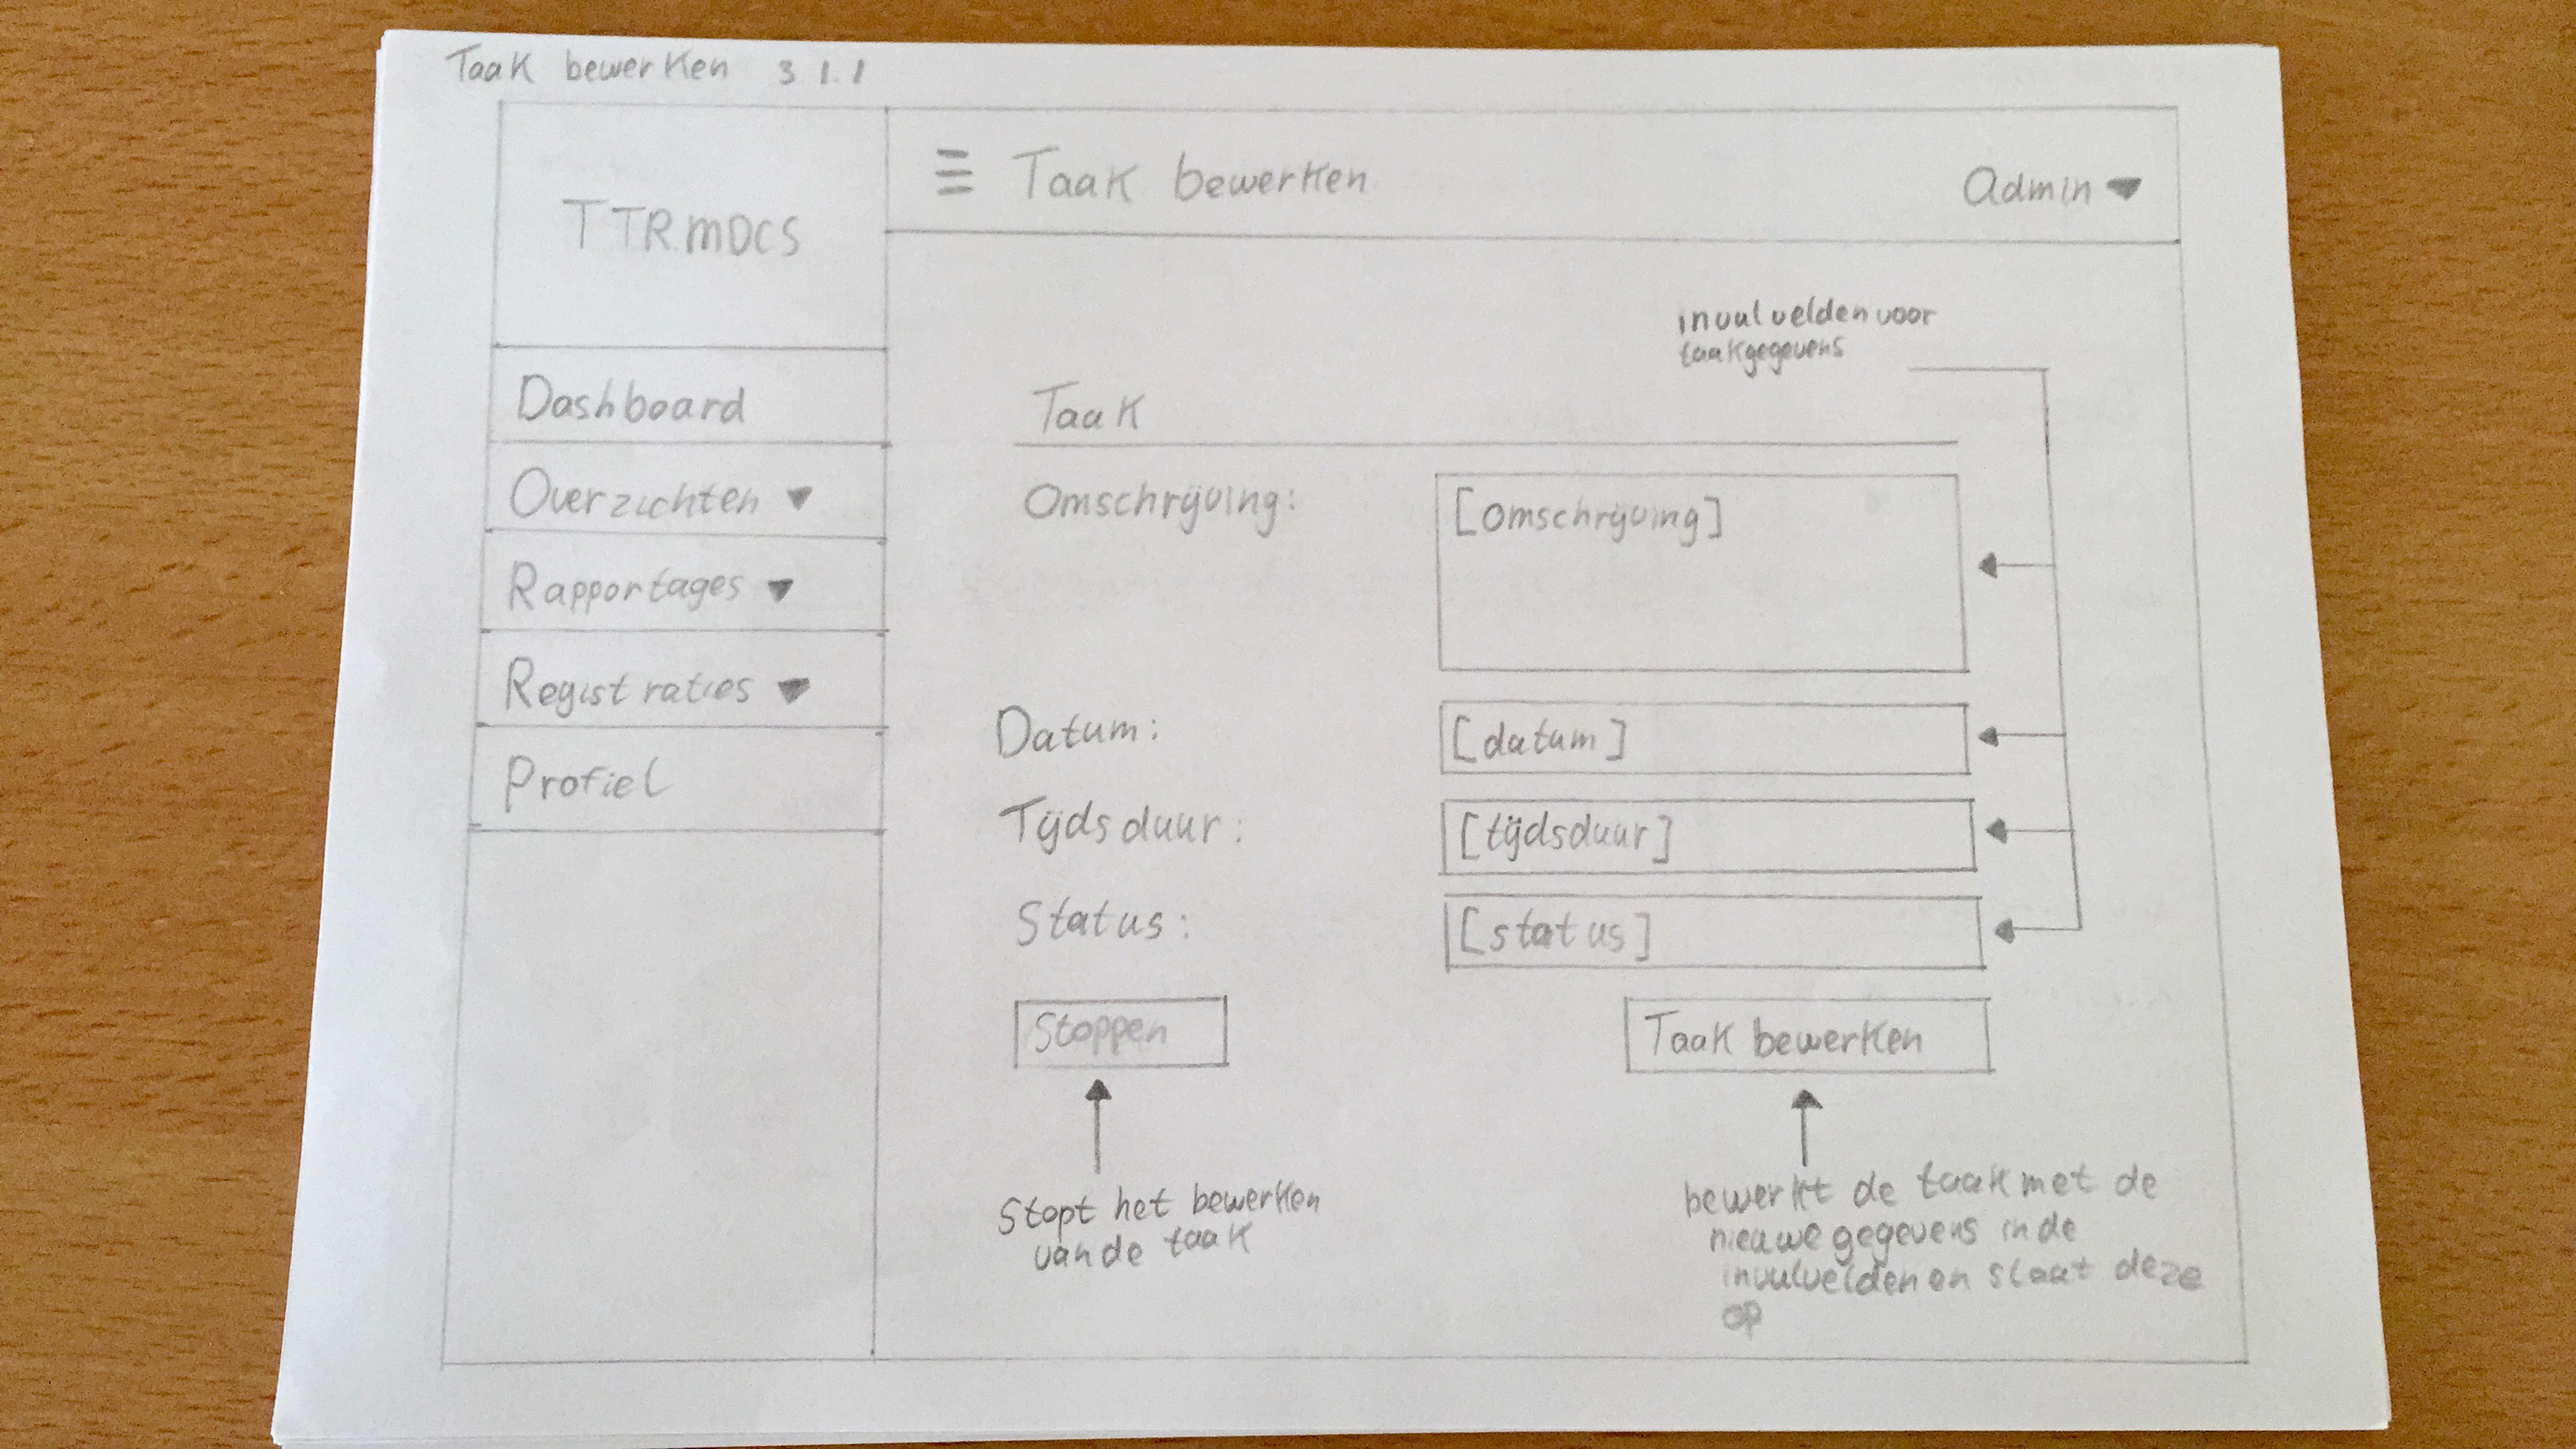 Taak bewerken 3.1.1
TTRMDCS
Taak bewerken
Admin
Dashboard
Overzichten
Rapportages
Registraties
Profiel
invulvelden voor
taakgegevens
Taak
Omschrijving:
[omschrijving]
Datum:
[datum]
Tijdsduur:
[tijdsduur]
Status:
[status]
Stoppen
Taak bewerken
Stopt het bewerken
van de taak
bewerkt de taak met de
nieuwe gegevens in de
invulvelden en slaat deze
op